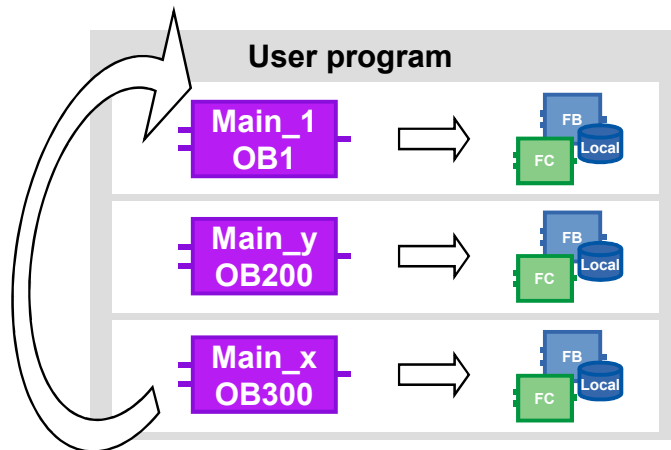 User program
Main_1
OB1
FB
FC
Local
Main_y
OB200
FB
FC
Local
Main_x
OB300
FB
FC
Local